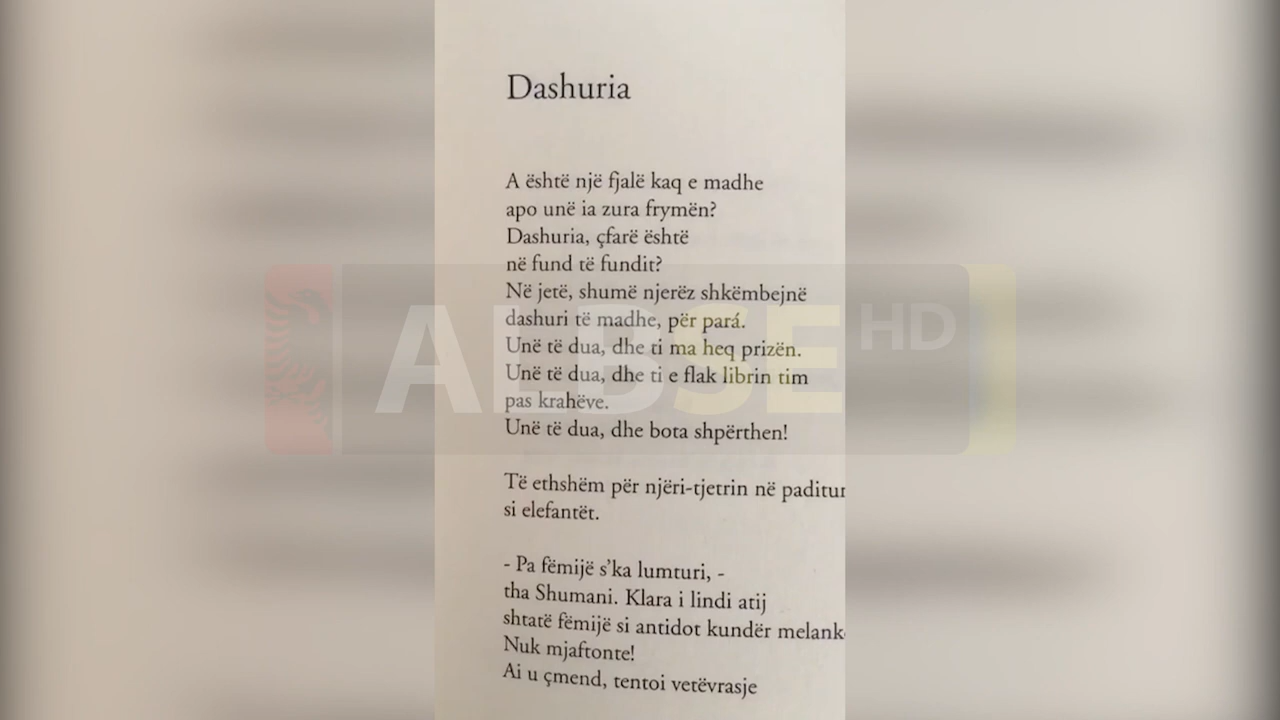 Dashuria
A është një fjalë kaq e madhe
apo unë ia zura frymën?
Dashuria, çfarë është
në fund të fundit?
Në jetë, shumë njerëz shkëmbejnë
dashuri të madhe, për pará.
Unë të dua, dhe ti ma heq prizën.
Unë të dua, dhe ti e flak librin tim
pas krahëve.
Unë të dua, dhe bota shpërthen!
Të ethshëm për njëri-tjetrin në paditur
si elefantët.
- Pa fëmijë s'ka lumturi, -
tha Shumani. Klara i lindi atij
shtatë fëmijë si antidot kundër melank
Nuk mjaftonte!
Ai u çmend, tentoi vetëvrasje
ALBSE HD